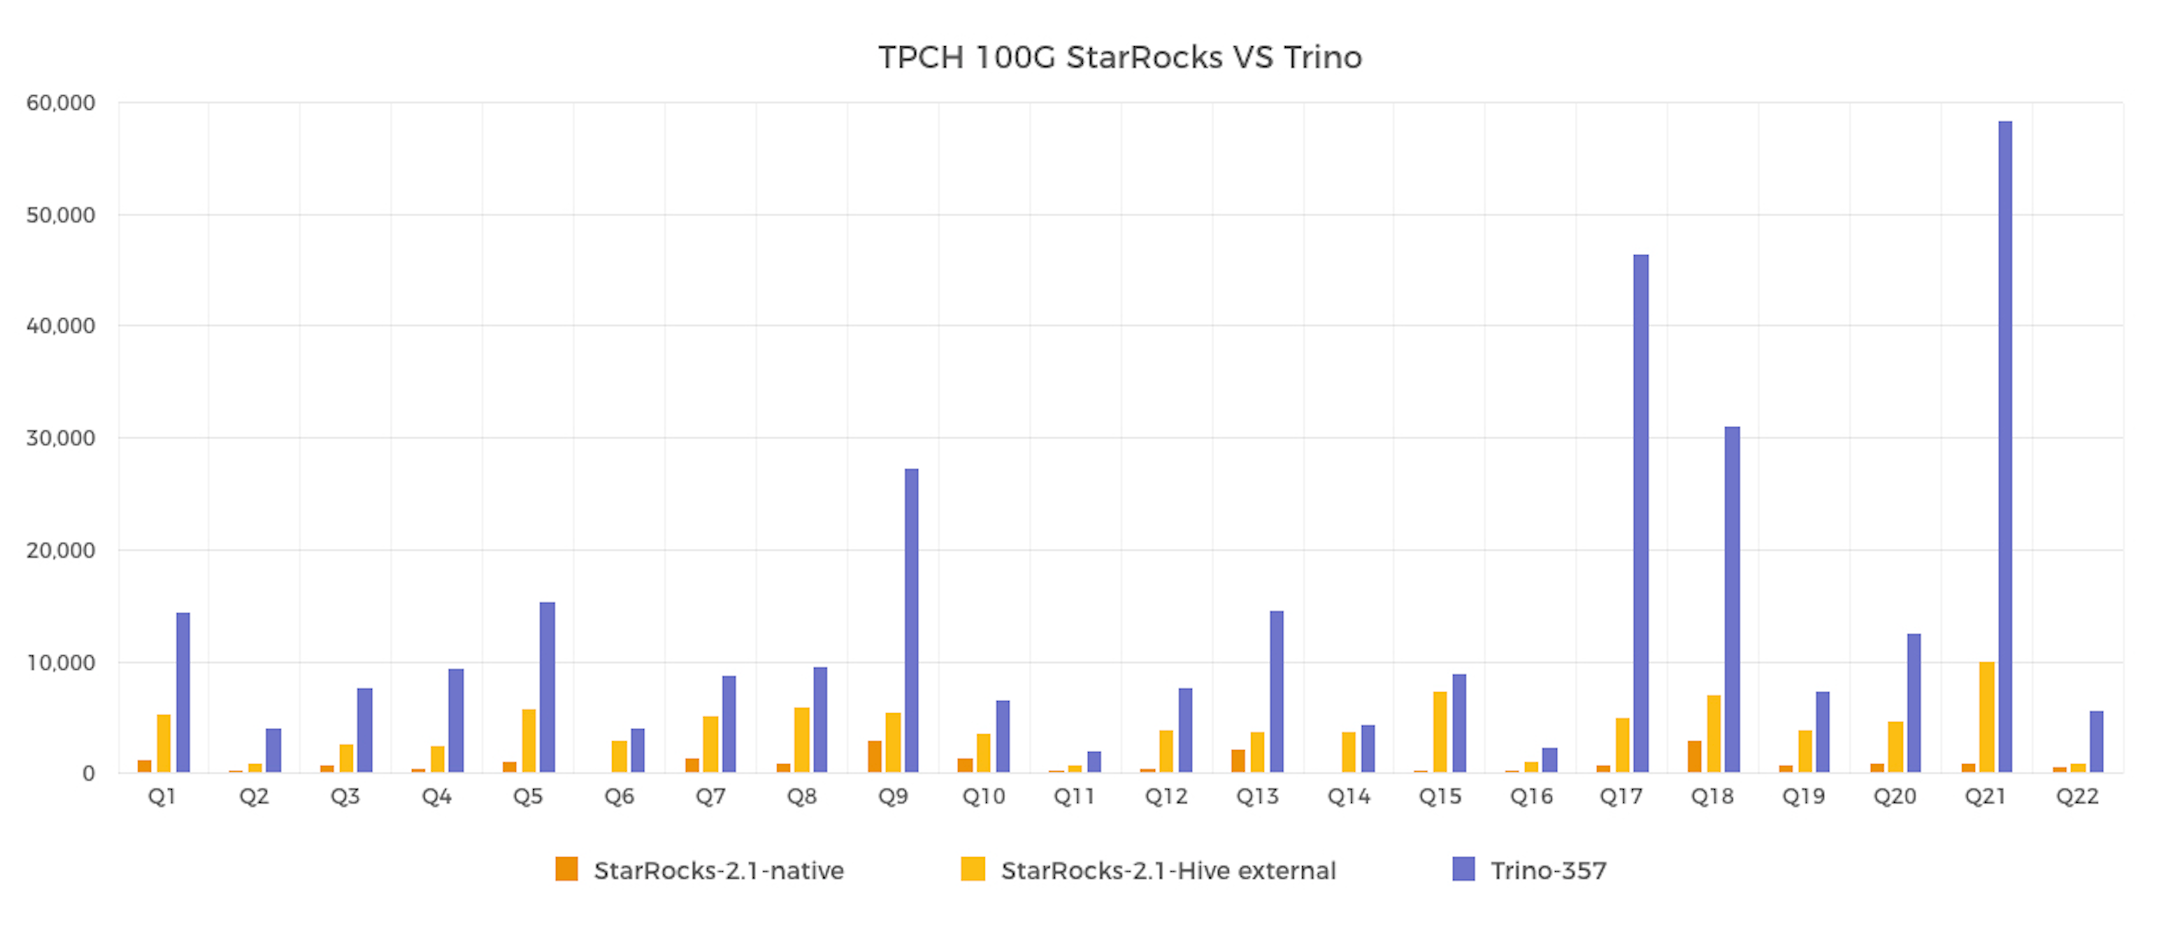 TPCH 100G StarRocks VS Trino
60,000
50,000
40,000
30,000
20,000
10,000
0
Q1 Q2 Q3 Q4 Q5 Q6 Q7 Q8 Q9 Q10 Q11 Q12 Q13 Q14 Q15 Q16 Q17 Q18 Q19 Q20 Q21 Q22
StarRocks-2.1-native StarRocks-2.1-Hive external Trino-357